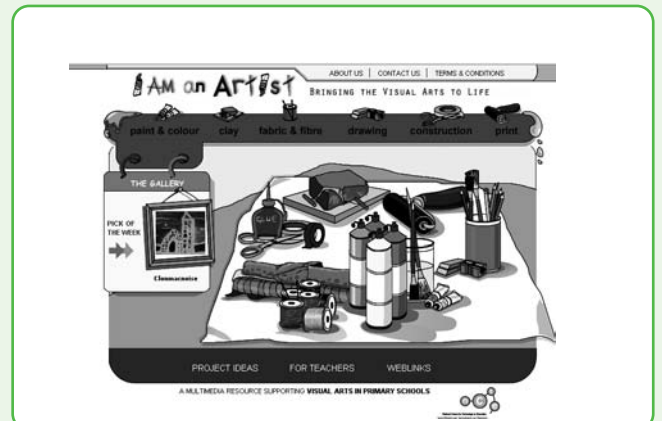 ABOUT US | CONTACT US | TERMS & CONDITIONS
I AM an ARTIST
BRINGING THE VISUAL ARTS TO LIFE
paint & colour clay fabric & fibre drawing construction print
THE GALLERY
PICK OF
THE WEEK
Clonmacnoise
GLUE
PROJECT IDEAS FOR TEACHERS WEBLINKS
A MULTIMEDIA RESOURCE SUPPORTING VISUAL ARTS IN PRIMARY SCHOOLS